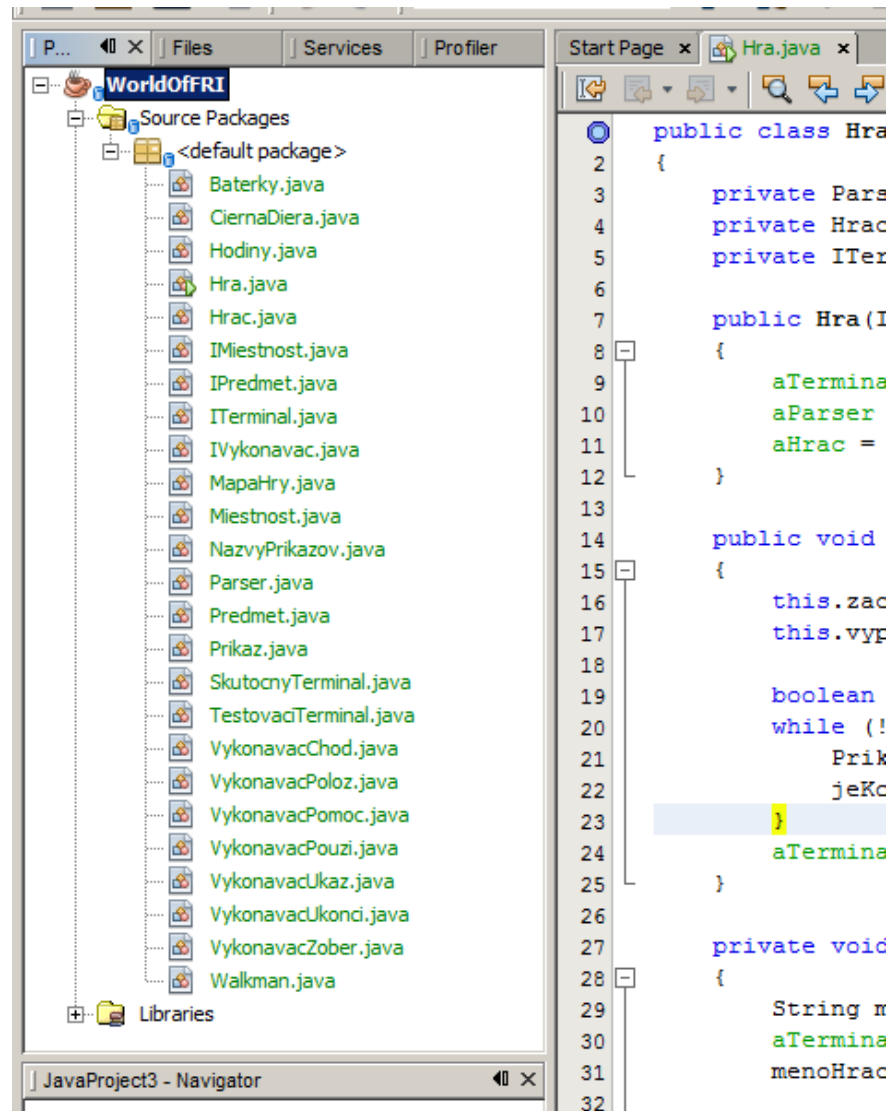 P... Files Services Profiler
WorldOfFRI
Source Packages
<default package>
Baterky.java
CiernaDiera.java
Hodiny.java
Hra.java
Hrac.java
IMiestnost.java
IPredmet.java
ITerminal.java
IVykonavac.java
MapaHry.java
Miestnost.java
NazvyPrikazov.java
Parser.java
Predmet.java
Prikaz.java
SkutocnyTerminal.java
TestovaciTerminal.java
VykonavacChod.java
VykonavacPoloz.java
VykonavacPomoc.java
VykonavacPouzi.java
VykonavacUkaz.java
VykonavacUkonci.java
VykonavacZober.java
Walkman.java
Libraries
JavaProject3 - Navigator
Start Page Hra.java
public class Hra
2 {
3 private Pars
4 private Hrac
5 private ITer
6
7 public Hra(I
8 {
9 aTermina
10 aParser
11 aHrac =
12 }
13
14 public void
15 {
16 this.zac
17 this.vyp
18
19 boolean
20 while (!
21 Prik
22 jeKo
23 }
24 aTermina
25 }
26
27 private void
28 {
29 String m
30 aTermina
31 menoHrac
32